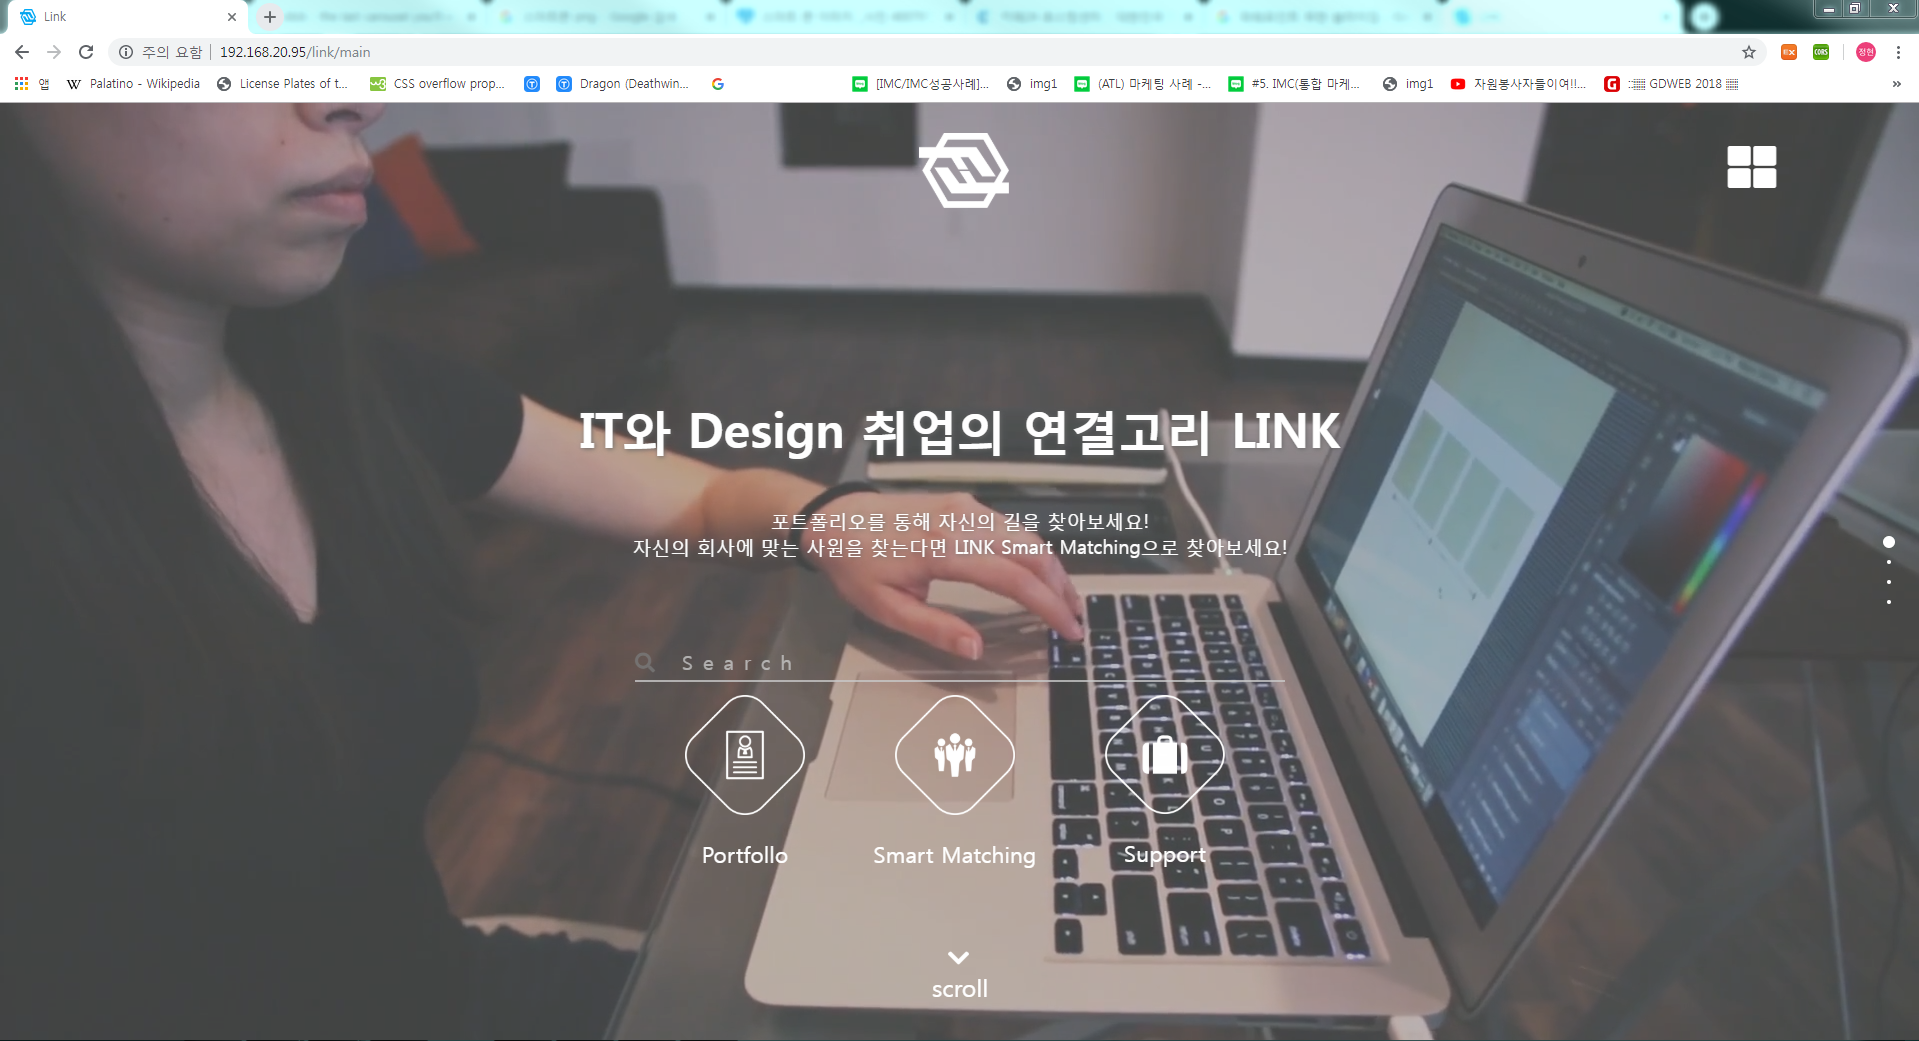 Link
주의 요함 192.168.20.95/link/main
앱 Palatino - Wikipedia License Plates of t... CSS overflow prop... Dragon (Deathwin... [IMC/IMC성공사례]... img1 (ATL) 마케팅 사례 -... #5. IMC(통합 마케... img1 자원봉사자들이여!!... ::▒ GDWEB 2018 ▒
정현
CORS
IT와 Design 취업의 연결고리 LINK
포트폴리오를 통해 자신의 길을 찾아보세요!
자신의 회사에 맞는 사원을 찾는다면 LINK Smart Matching으로 찾아보세요!
Search
Portfollo
Smart Matching
Support
scroll